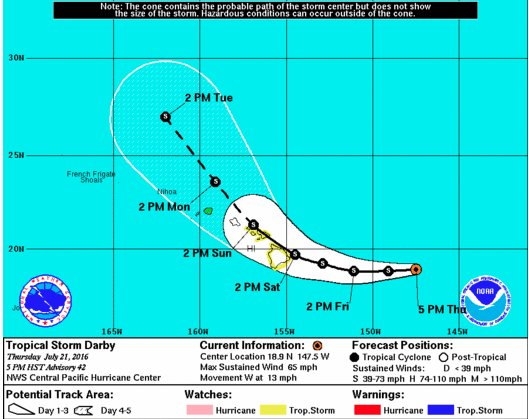 Note: The cone contains the probable path of the storm center but does not show
the size of the storm. Hazardous conditions can occur outside of the cone.
30N
2 PM Tue
25N
French Frigate
Shoals
Nihoa
2 PM Mon
20N
2 PM Sun
HI
2 PM Sat
2 PM Fri
5 PM Thu
NOAA
165W
160W
155W
150W
145W
Tropical Storm Darby
Thursday July 21, 2016
5 PM HST Advisory 42
NWS Central Pacific Hurricane Center
Current Information:
Center Location 18.9 N 147.5 W
Max Sustained Wind 65 mph
Movement W at 13 mph
Forecast Positions:
Tropical Cyclone Post-Tropical
Sustained Winds: D < 39 mph
S 39-73 mph H 74-110 mph M > 110mph
Potential Track Area:
Day 1-3 Day 4-5
Watches:
Hurricane Trop.Storm
Warnings:
Hurricane Trop.Storm